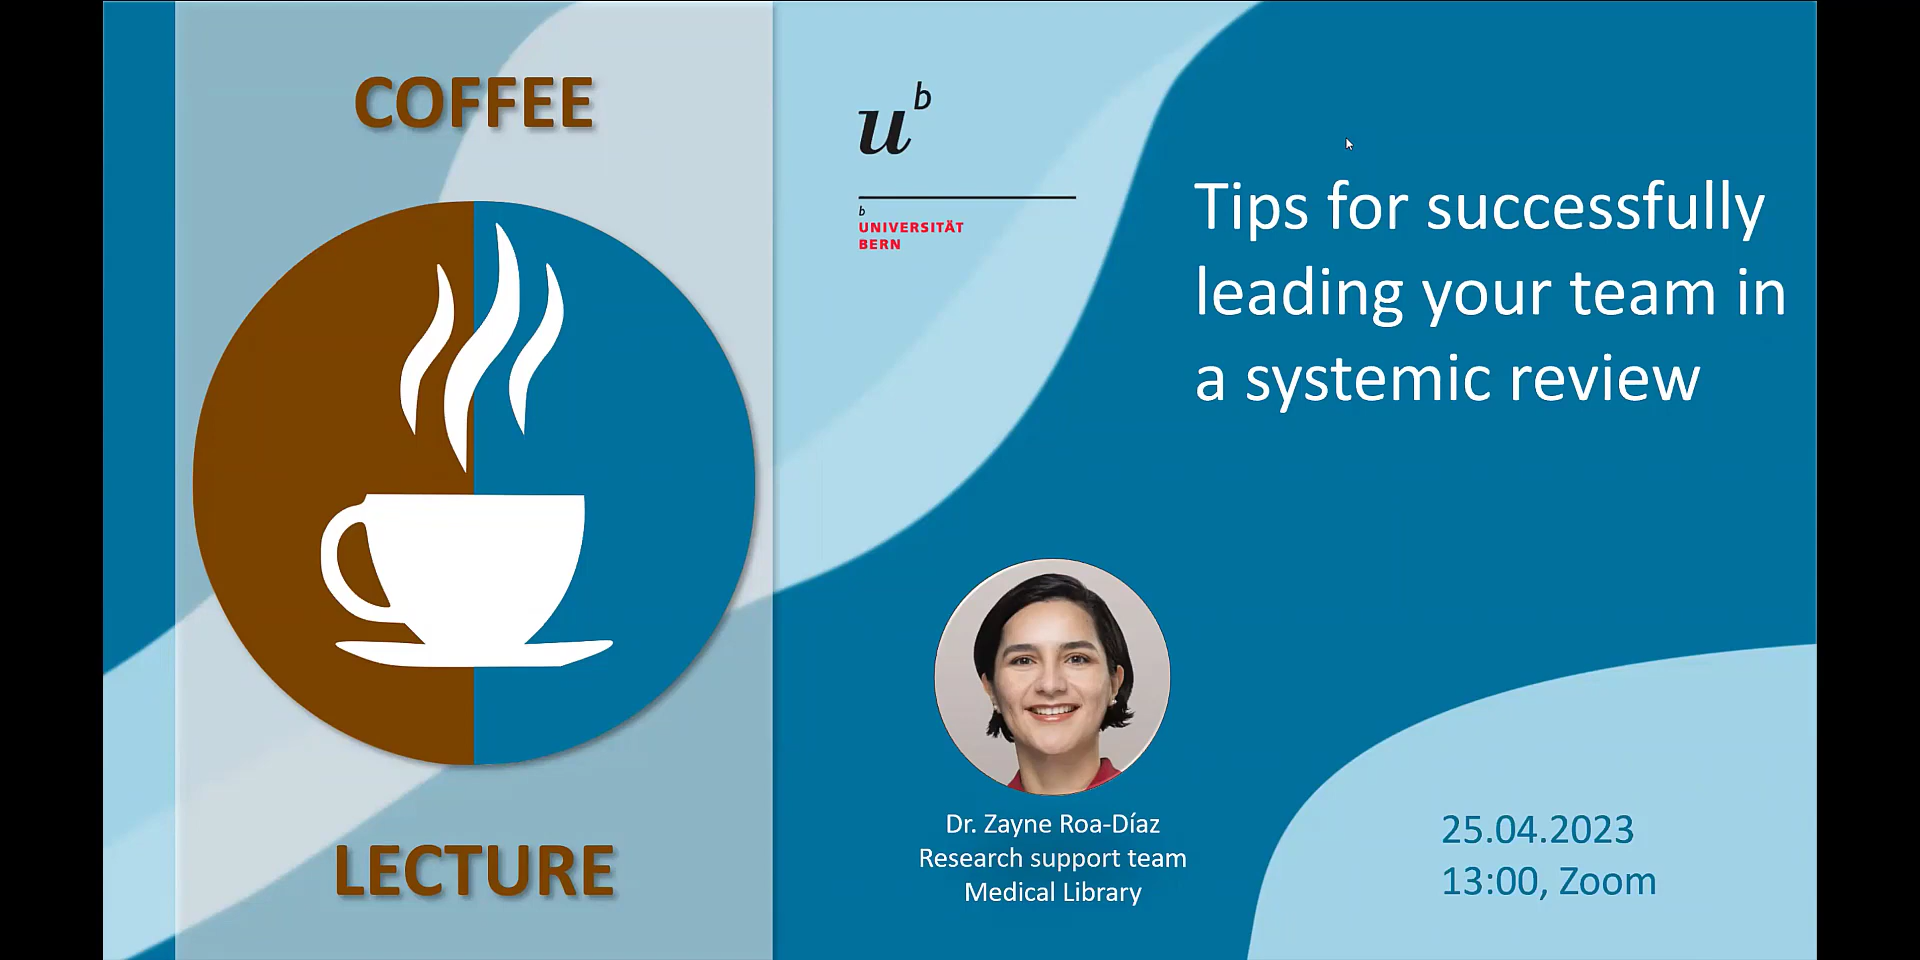 COFFEE
LECTURE
u^b
b
UNIVERSITÄT
BERN
Tips for successfully
leading your team in
a systemic review
Dr. Zayne Roa-Díaz
Research support team
Medical Library
25.04.2023
13:00, Zoom